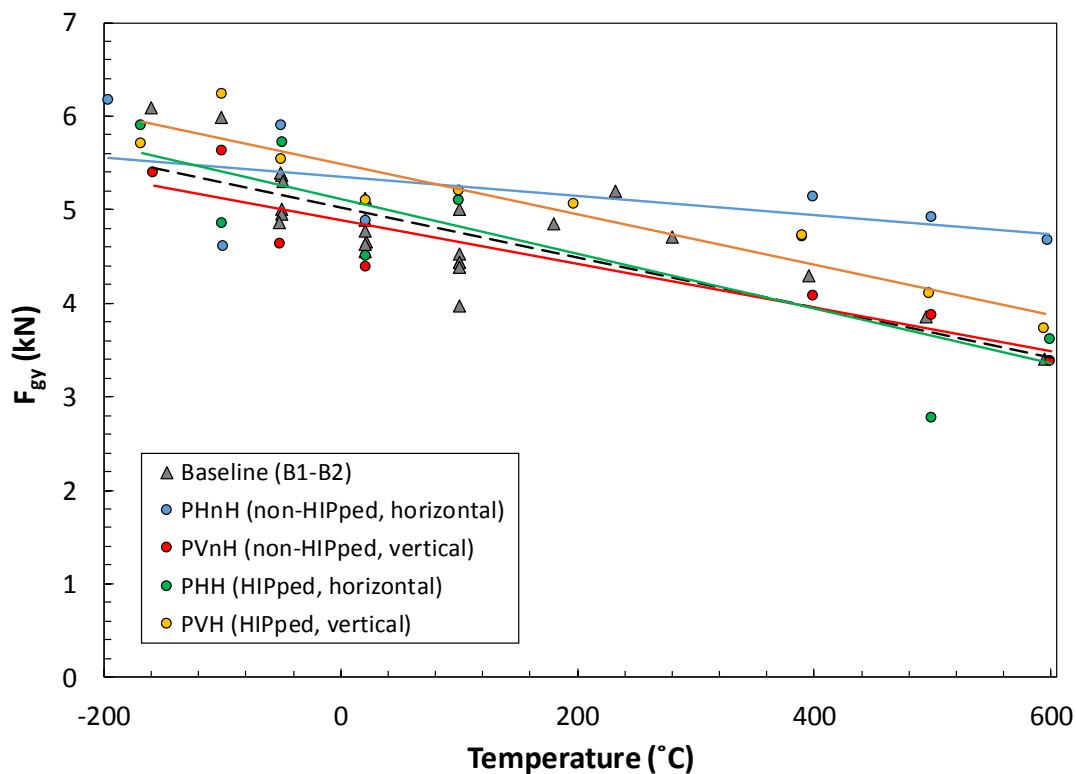 7
6
5
4
3
2
1
0
F_gy (kN)
Baseline (B1-B2)
PHnH (non-HIPped, horizontal)
PVnH (non-HIPped, vertical)
PHH (HIPped, horizontal)
PVH (HIPped, vertical)
-200 0 200 400 600
Temperature (˚C)